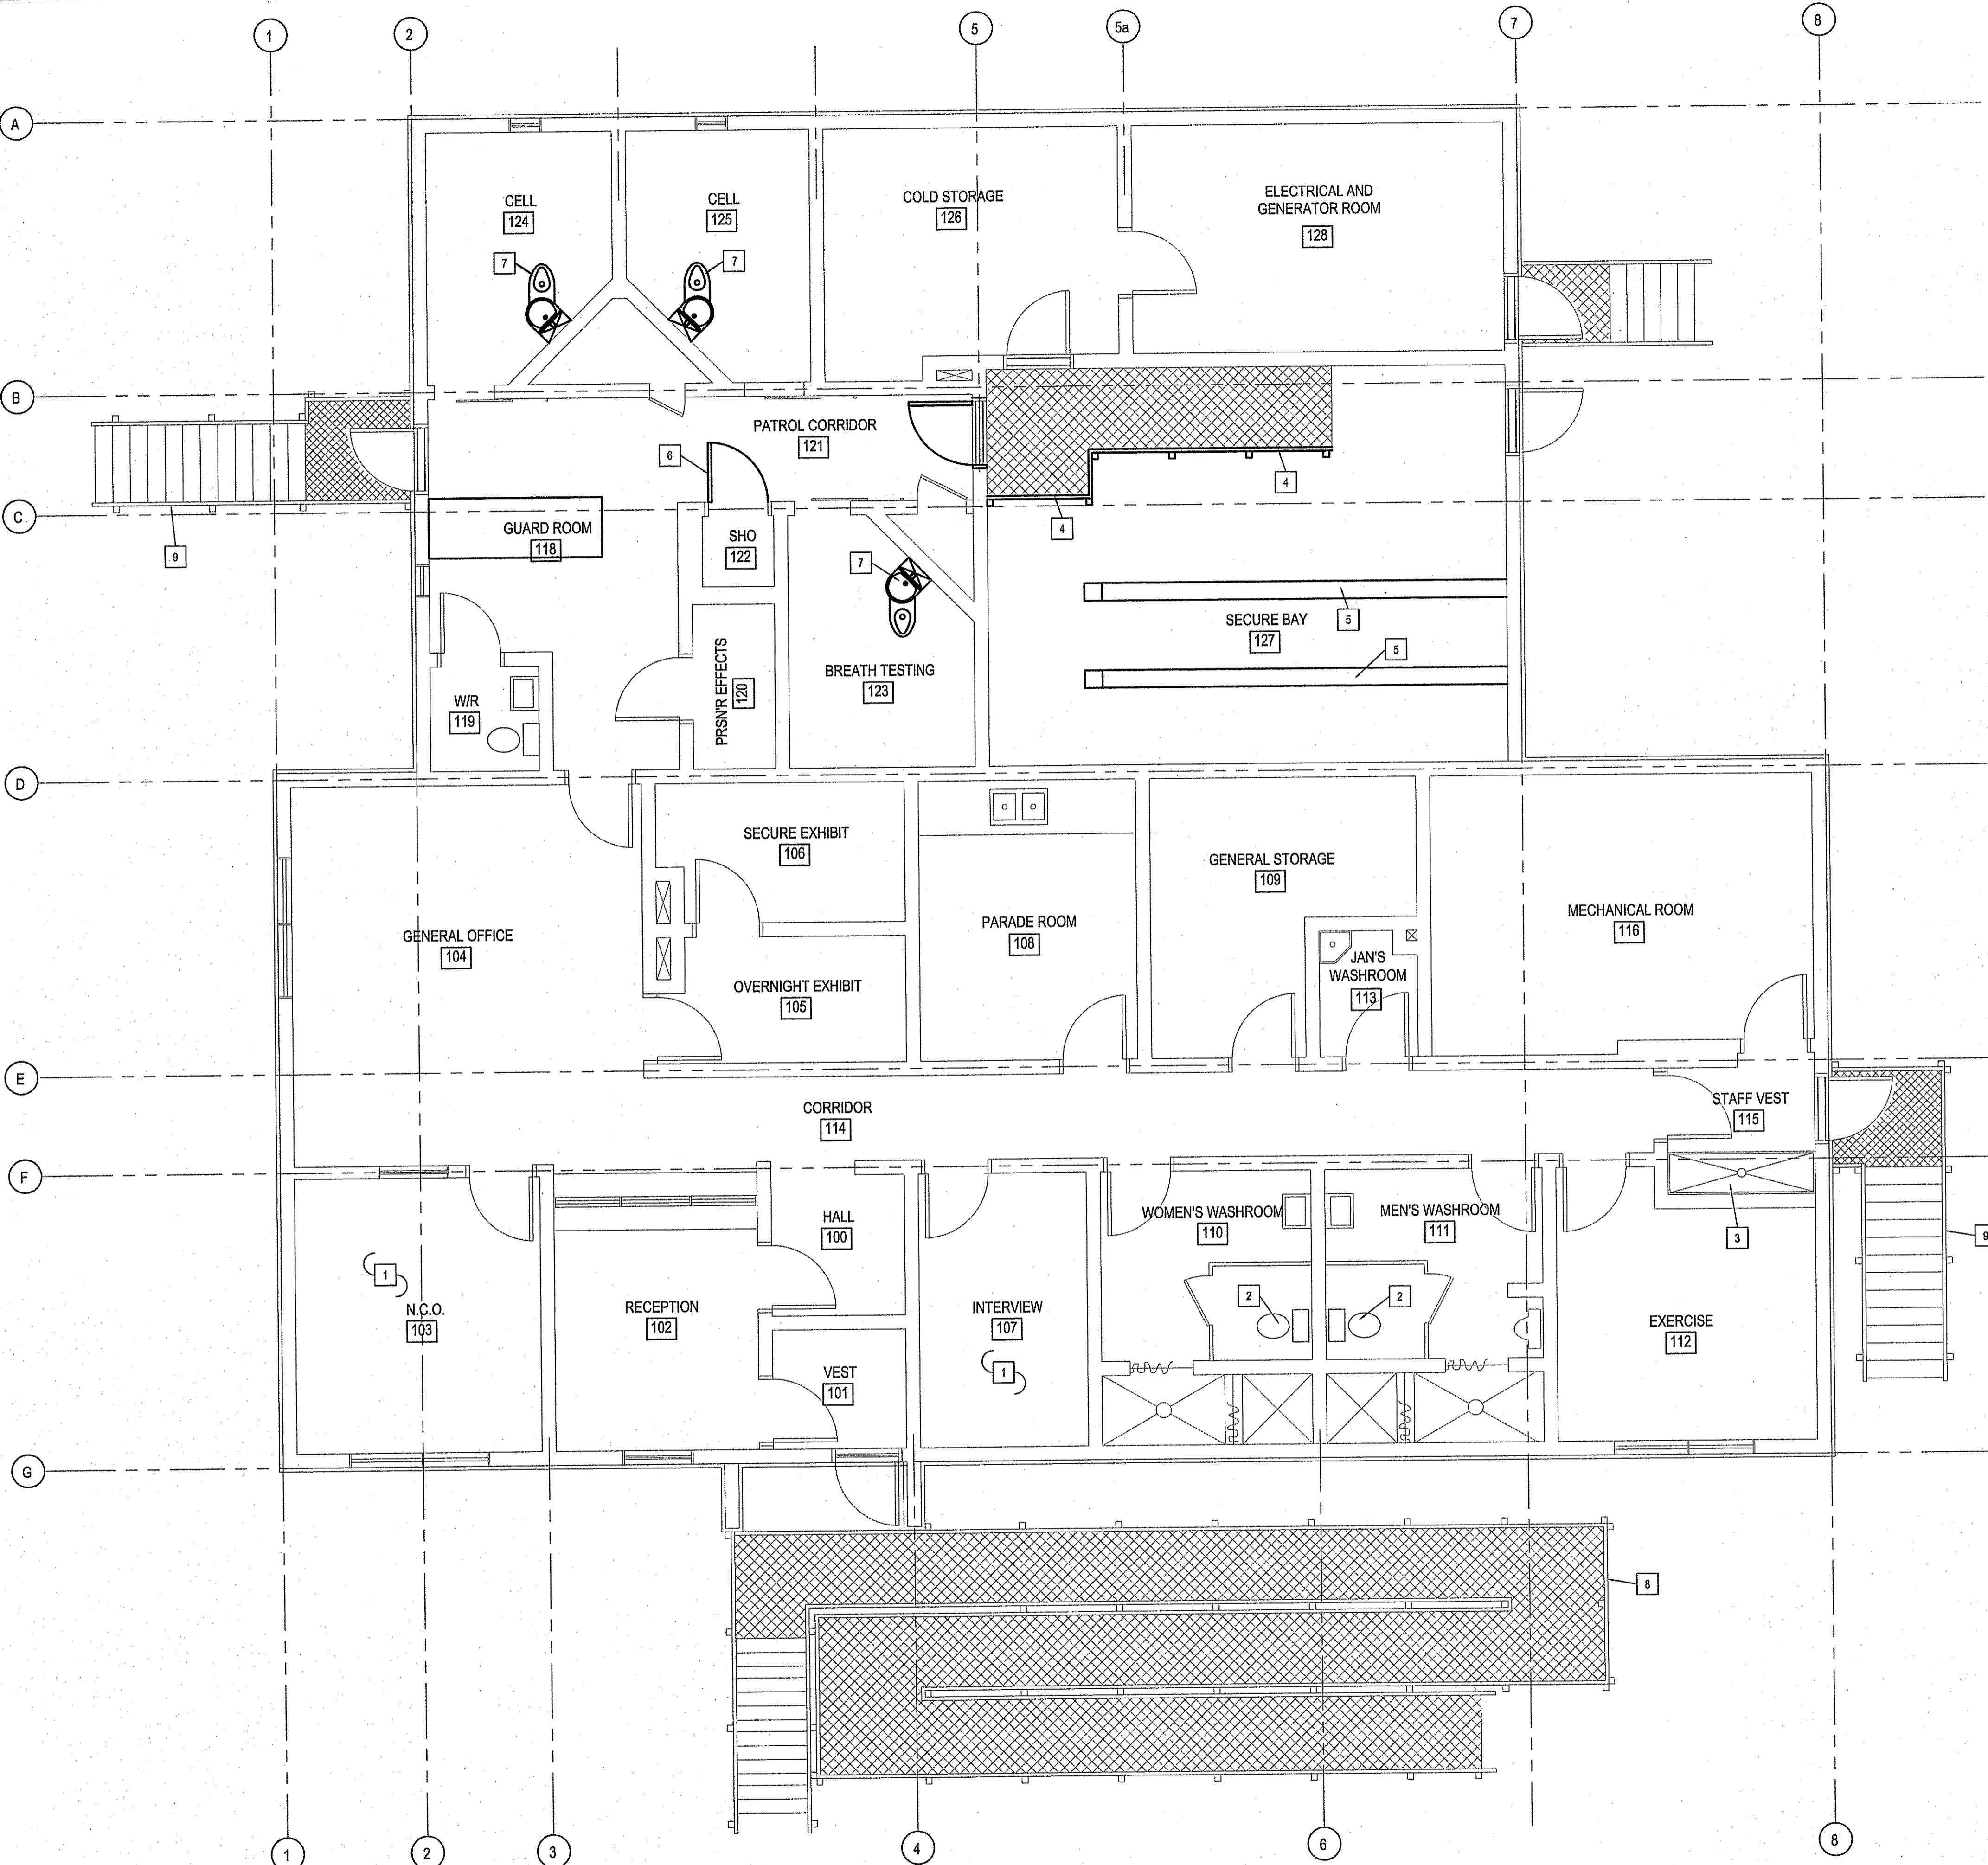 1
2
5
5a
7
8
A
CELL
124
CELL
125
COLD STORAGE
126
ELECTRICAL AND
GENERATOR ROOM
128
7
7
B
PATROL CORRIDOR
121
6
4
4
C
GUARD ROOM
118
SHO
122
9
7
5
SECURE BAY
127
5
W/R
119
PRSN'R EFFECTS
120
BREATH TESTING
123
D
SECURE EXHIBIT
106
GENERAL STORAGE
109
GENERAL OFFICE
104
PARADE ROOM
108
MECHANICAL ROOM
116
JAN'S
WASHROOM
113
OVERNIGHT EXHIBIT
105
E
CORRIDOR
114
STAFF VEST
115
F
HALL
100
WOMEN'S WASHROOM
110
MEN'S WASHROOM
111
3
9
1
N.C.O.
103
RECEPTION
102
INTERVIEW
107
2
2
EXERCISE
112
1
VEST
101
G
8
1
2
3
4
6
8